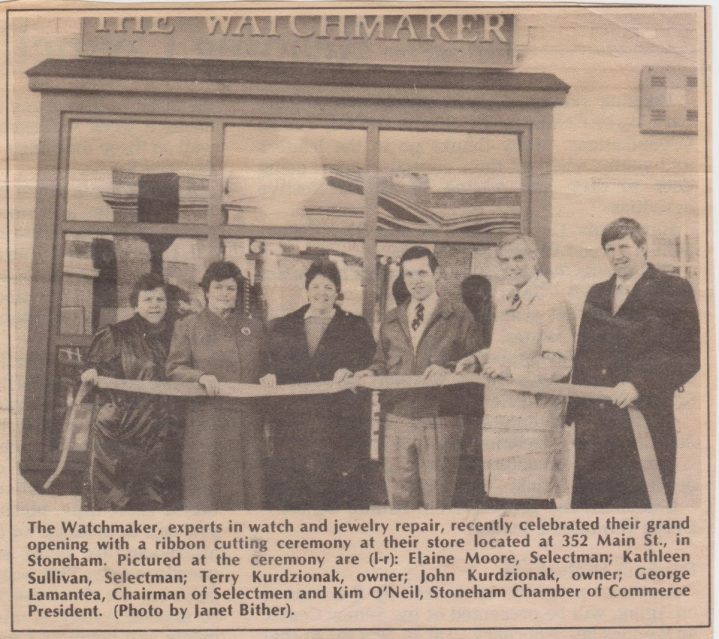 THE WATCHMAKER
The Watchmaker, experts in watch and jewelry repair, recently celebrated their grand
opening with a ribbon cutting ceremony at their store located at 352 Main St., in
Stoneham. Pictured at the ceremony are (l-r): Elaine Moore, Selectman; Kathleen
Sullivan, Selectman; Terry Kurdzionak, owner; John Kurdzionak, owner; George
Lamantea, Chairman of Selectmen and Kim O'Neil, Stoneham Chamber of Commerce
President. (Photo by Janet Bither).